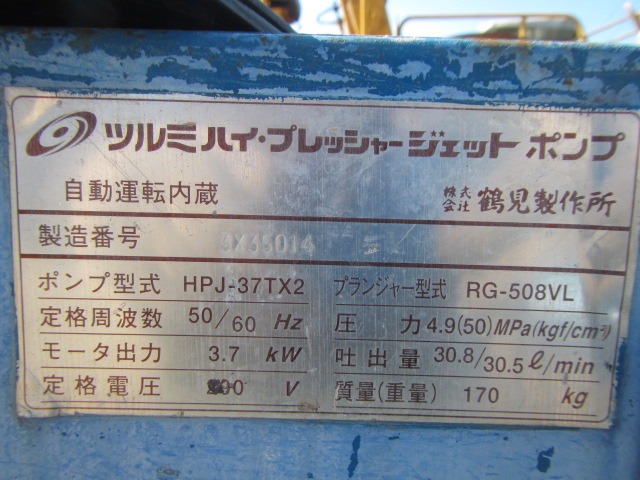 ツルミハイ・プレッシャージェットポンプ
自動運転内蔵 株式会社 鶴見製作所
製造番号
ポンプ型式 HPJ-37TX2 プランジャー型式 RG-508VL
定格周波数 50/60 Hz 圧力 4.9(50)MPa(kgf/cm²)
モータ出力 3.7 kW 吐出量 30.8/30.5ℓ/min
定格電圧 200 V 質量(重量) 170 kg